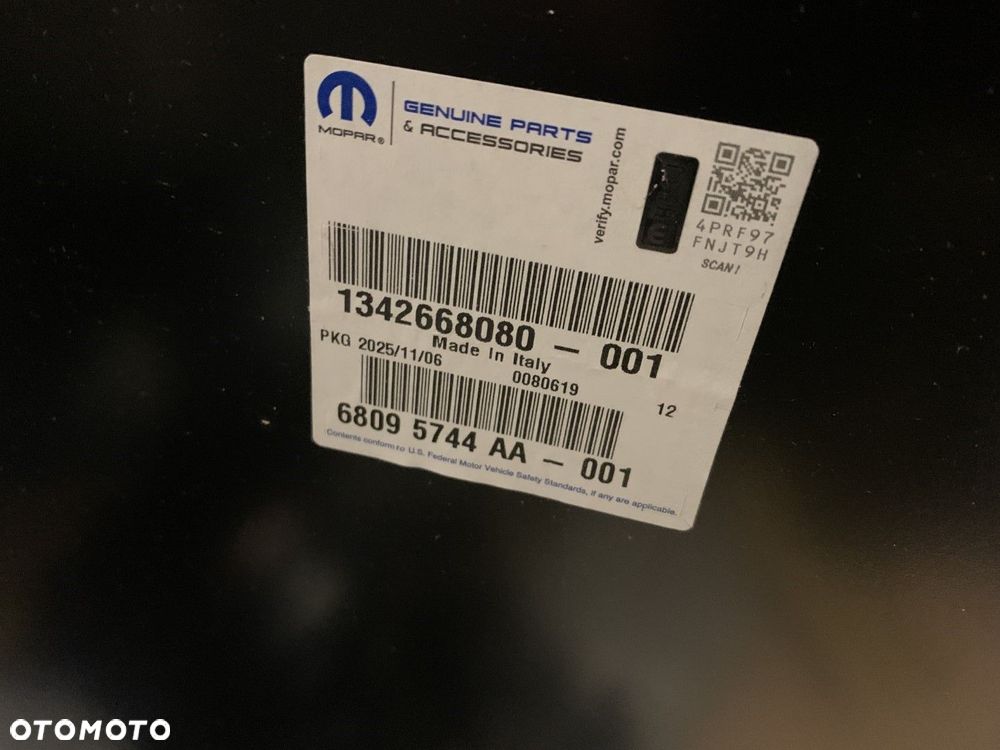 MOPAR®
GENUINE PARTS
& ACCESSORIES
verify.mopar.com
4PRF97
FNJT9H
SCAN!
1342668080 - 001
Made In Italy
PKG 2025/11/06
0080619
12
6809 5744 AA - 001
Contents conform to U.S. Federal Motor Vehicle Safety Standards, if any are applicable.
OTOMOTO